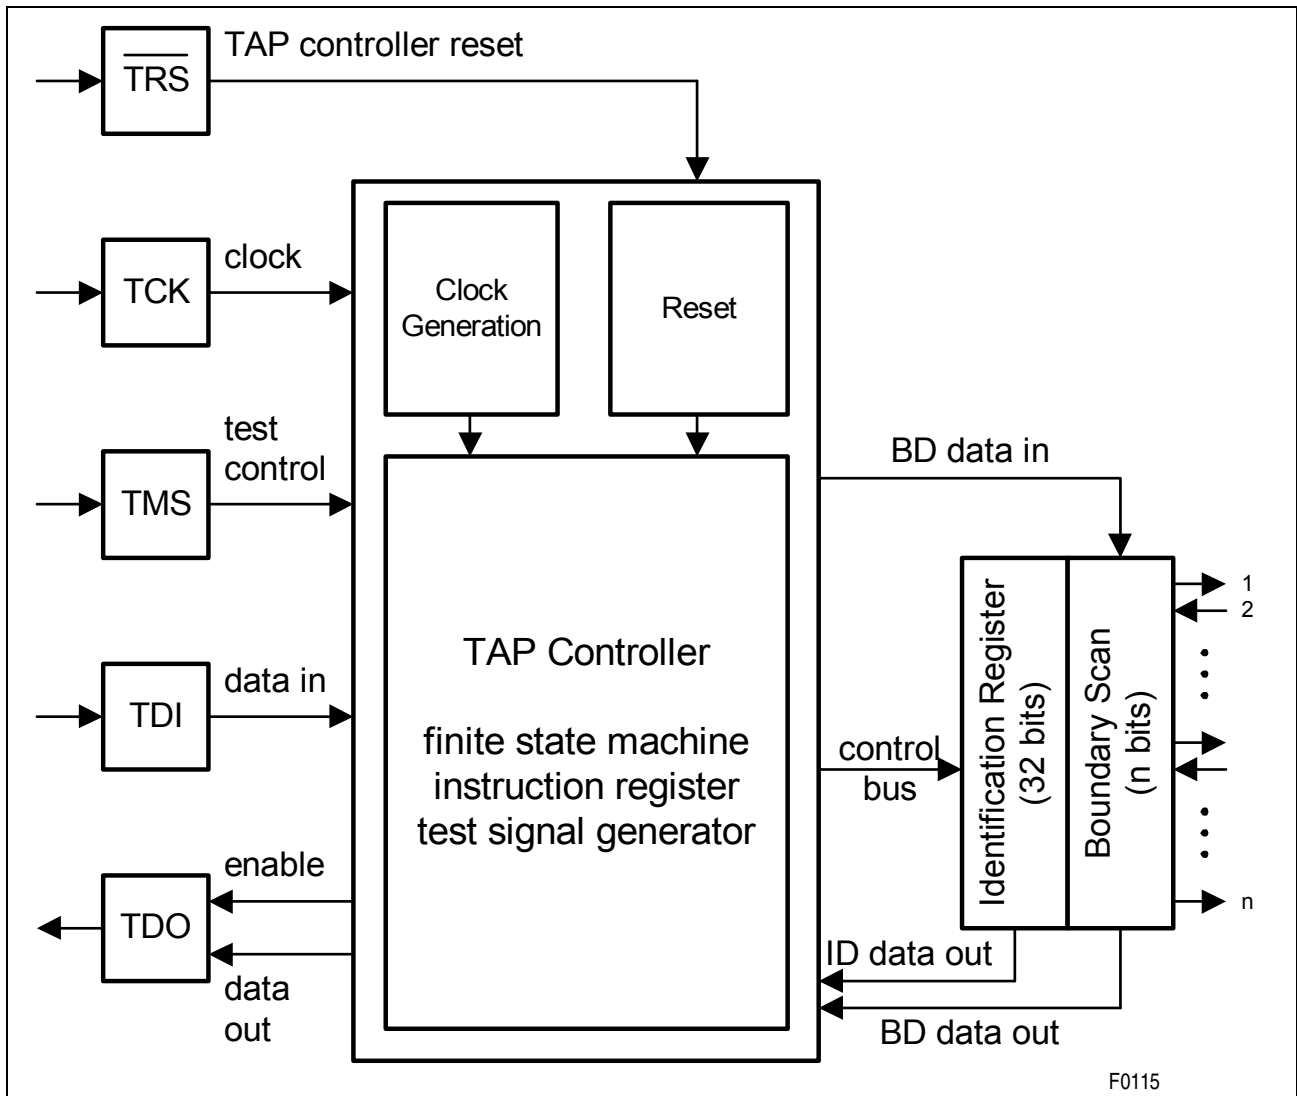 TRS
TAP controller reset
TCK
clock
Clock
Generation
Reset
TMS
test
control
BD data in
TAP Controller
finite state machine
instruction register
test signal generator
TDI
data in
control
bus
Identification Register
(32 bits)
Boundary Scan
(n bits)
1
2
n
TDO
enable
data
out
ID data out
BD data out
F0115